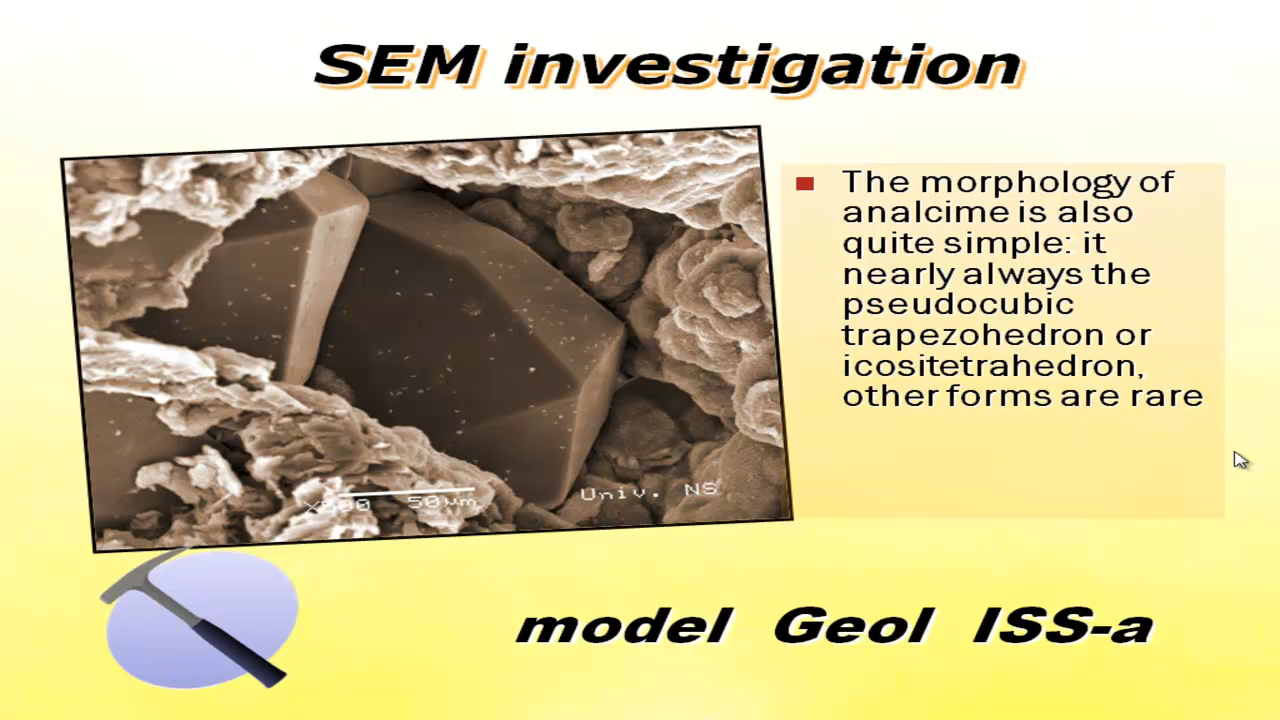 SEM investigation
The morphology of
analcime is also
quite simple: it
nearly always the
pseudocubic
trapezohedron or
icositetrahedron,
other forms are rare
50µm Univ. NS
model Geol ISS-a